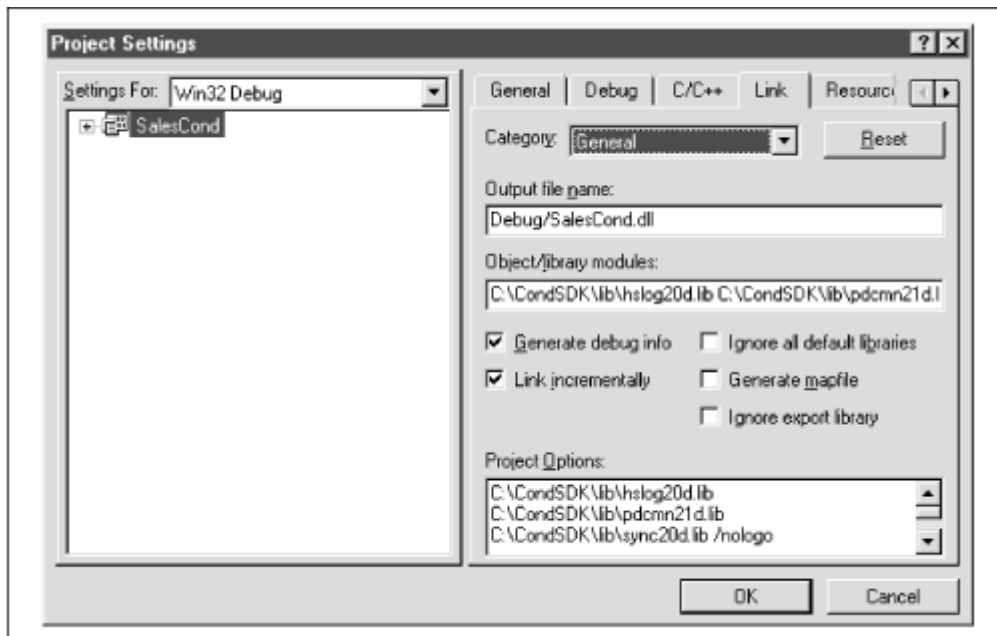 Project Settings
Settings For: Win32 Debug
SalesCond
General Debug C/C++ Link Resourc
Category: General Reset
Output file name:
Debug/SalesCond.dll
Object/library modules:
C:\CondSDK\lib\hslog20d.lib C:\CondSDK\lib\pdcmn21d.l
Generate debug info Ignore all default libraries
Link incrementally Generate mapfile
Ignore export library
Project Options:
C:\CondSDK\lib\hslog20d.lib
C:\CondSDK\lib\pdcmn21d.lib
C:\CondSDK\lib\sync20d.lib /nologo
OK Cancel